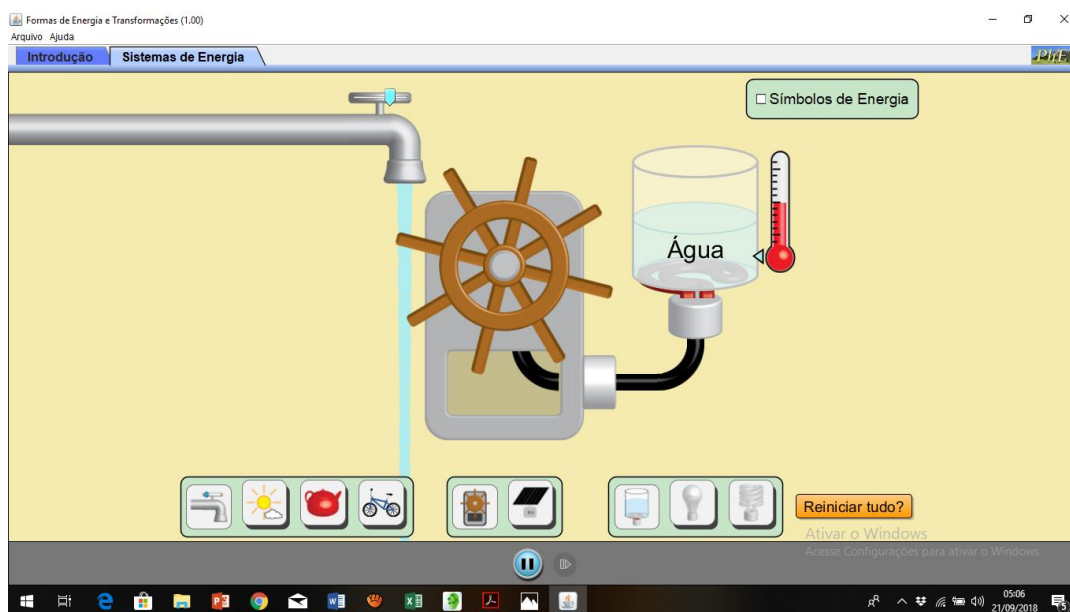 Formas de Energia e Transformações (1.00)
Arquivo Ajuda
Introdução Sistemas de Energia
PhET
Símbolos de Energia
Água
Reiniciar tudo?
Ativar o Windows
Acesse Configurações para ativar o Windows.
05:06
21/09/2018